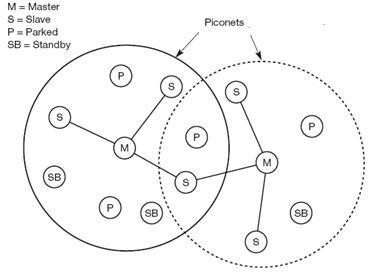 M = Master
S = Slave
P = Parked
SB = Standby
Piconets
P
S
S
S
P
P
M
M
SB
S
P
SB
SB
S